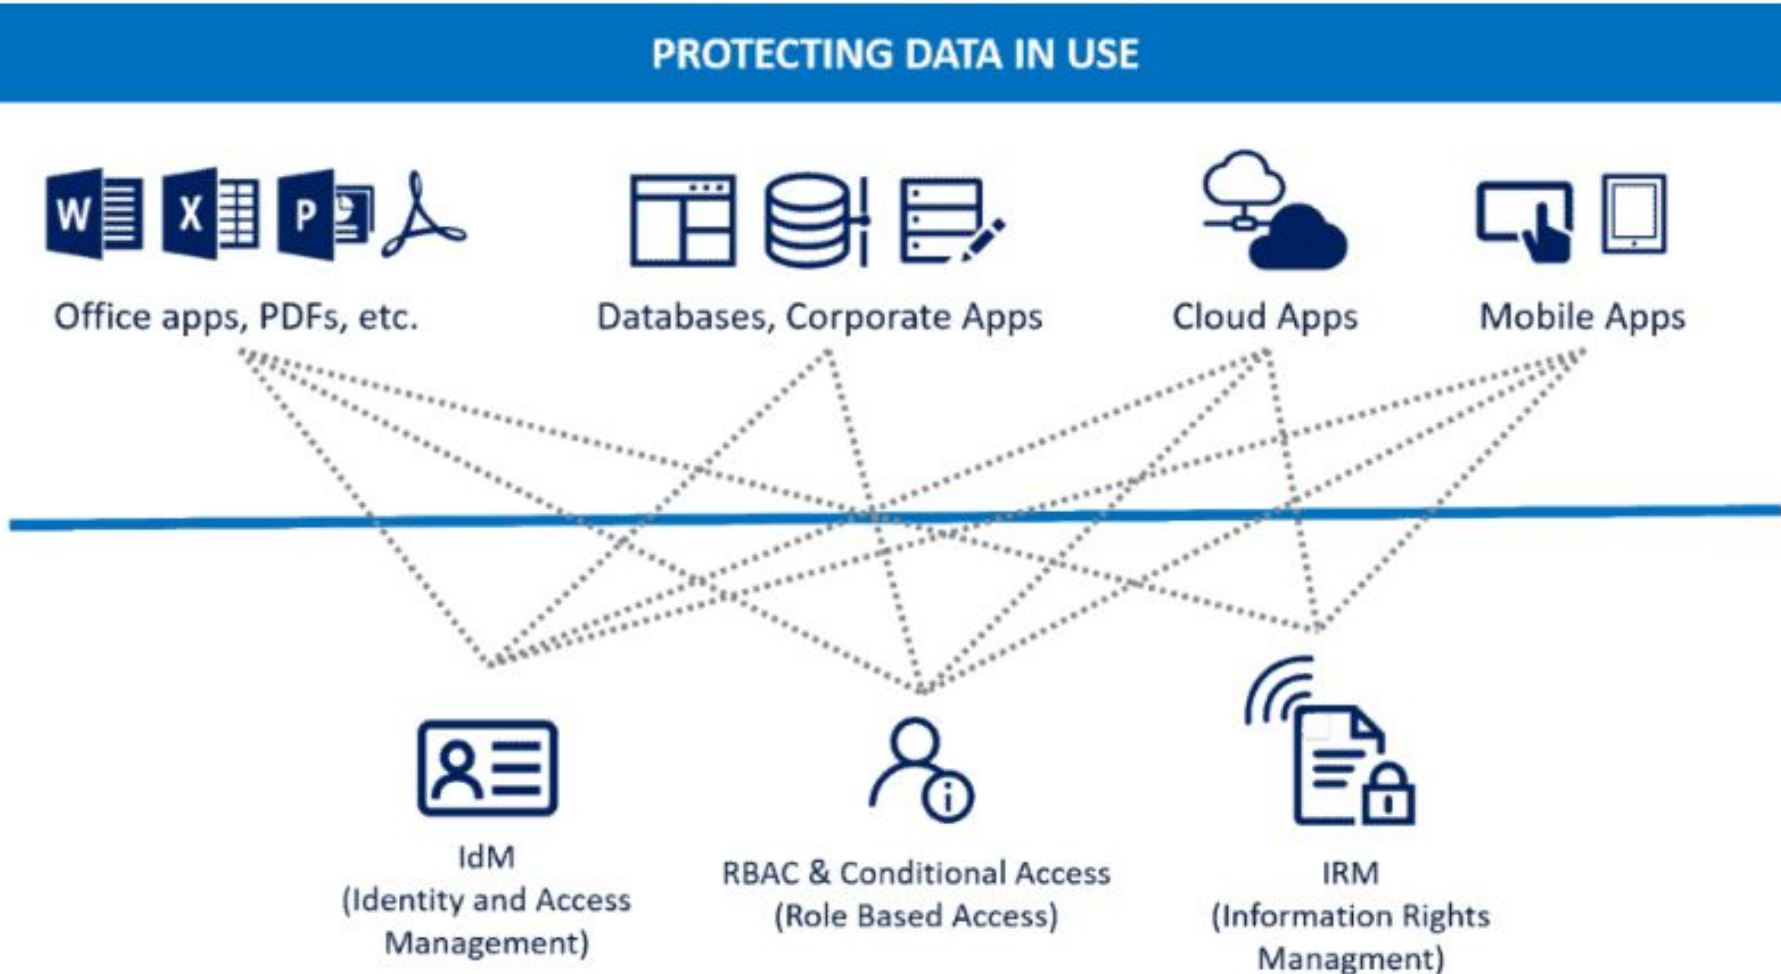 PROTECTING DATA IN USE
W X P
Office apps, PDFs, etc.
Databases, Corporate Apps
Cloud Apps
Mobile Apps
IdM
(Identity and Access
Management)
RBAC & Conditional Access
(Role Based Access)
IRM
(Information Rights
Managment)